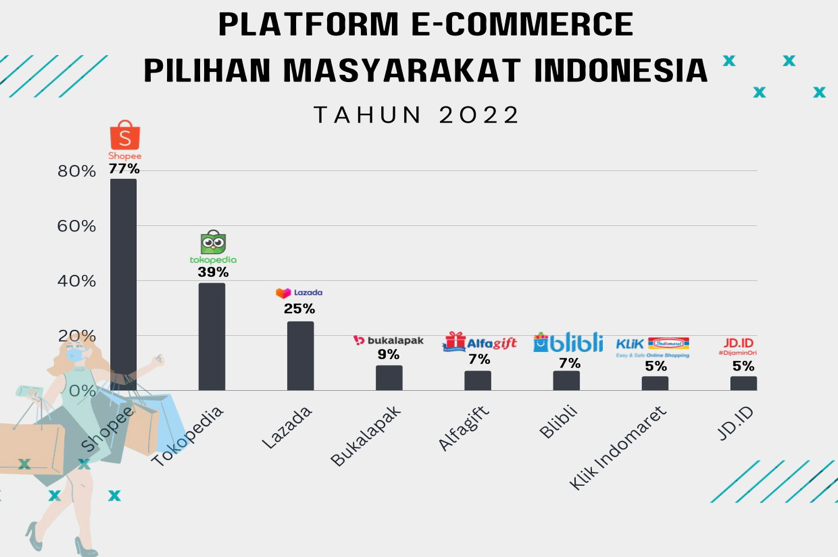 PLATFORM E-COMMERCE
PILIHAN MASYARAKAT INDONESIA
TAHUN 2022
S
Shopee
77%
80%
60%
tokopedia
39%
40%
Lazada
25%
20%
bukalapak
9%
Alfagift
7%
blibli
7%
KLIK Indomaret
Easy & Safe Online Shopping
5%
JD.ID
#DijaminOri
5%
0%
Shopee
Tokopedia
Lazada
Bukalapak
Alfagift
Blibli
Klik Indomaret
JD.ID